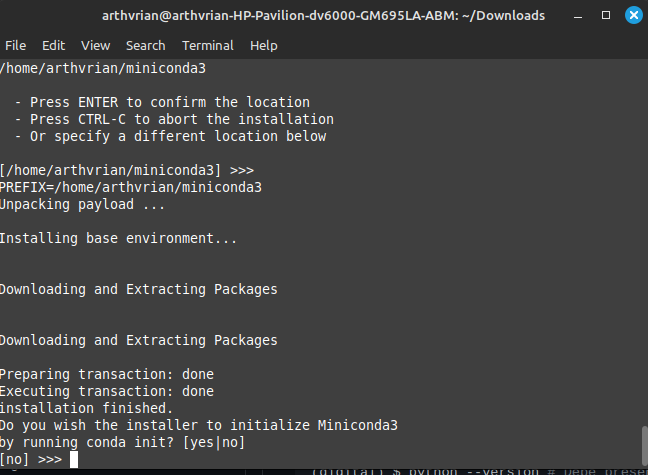 arthvrian@arthvrian-HP-Pavilion-dv6000-GM695LA-ABM: ~/Downloads
File Edit View Search Terminal Help
/home/arthvrian/miniconda3
- Press ENTER to confirm the location
- Press CTRL-C to abort the installation
- Or specify a different location below
[/home/arthvrian/miniconda3] >>>
PREFIX=/home/arthvrian/miniconda3
Unpacking payload ...
Installing base environment...
Downloading and Extracting Packages
Downloading and Extracting Packages
Preparing transaction: done
Executing transaction: done
installation finished.
Do you wish the installer to initialize Miniconda3
by running conda init? [yes|no]
[no] >>>
(digital) $ python --version # Debe